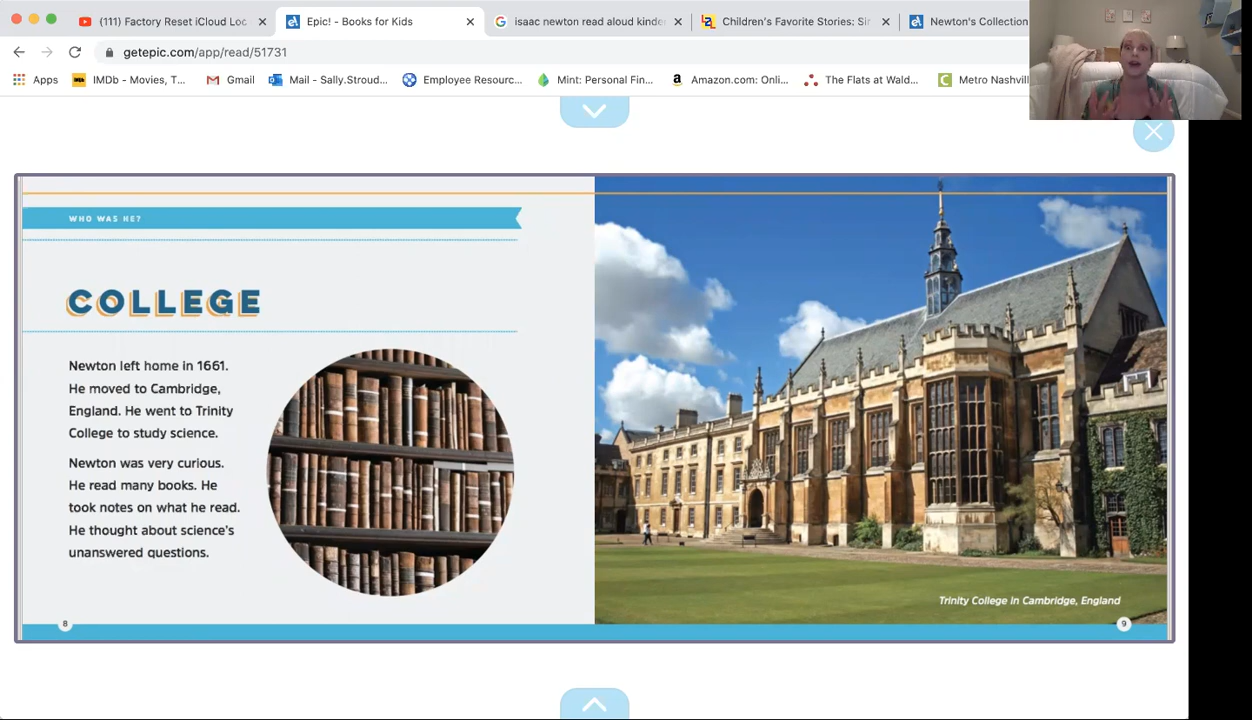 (111) Factory Reset iCloud Loc
Epic! - Books for Kids
isaac newton read aloud kinde
Children's Favorite Stories: Sir
Newton's Collection
getepic.com/app/read/51731
Apps
IMDb - Movies, T...
Gmail
Mail - Sally.Stroud...
Employee Resourc...
Mint: Personal Fin...
Amazon.com: Onli...
The Flats at Wald...
Metro Nashvil
WHO WAS HE?
COLLEGE
Newton left home in 1661.
He moved to Cambridge,
England. He went to Trinity
College to study science.
Newton was very curious.
He read many books. He
took notes on what he read.
He thought about science's
unanswered questions.
8
Trinity College in Cambridge, England
9